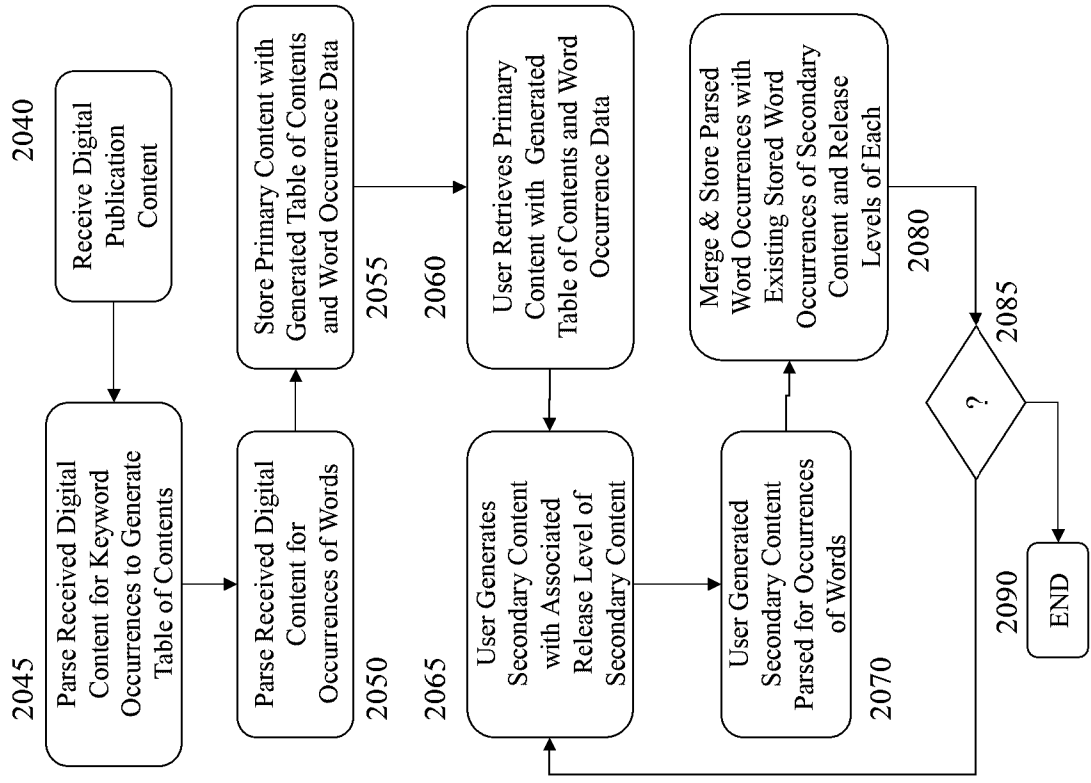 2040
Receive Digital
Publication
Content
2045
Parse Received Digital
Content for Keyword
Occurrences to Generate
Table of Contents
Parse Received Digital
Content for
Occurrences of Words
2050
Store Primary Content with
Generated Table of Contents
and Word Occurrence Data
2055
2060
User Retrieves Primary
Content with Generated
Table of Contents and Word
Occurrence Data
2065
User Generates
Secondary Content
with Associated
Release Level of
Secondary Content
User Generated
Secondary Content
Parsed for Occurrences
of Words
2070
Merge & Store Parsed
Word Occurrences with
Existing Stored Word
Occurrences of Secondary
Content and Release
Levels of Each
2080
2085
?
2090
END